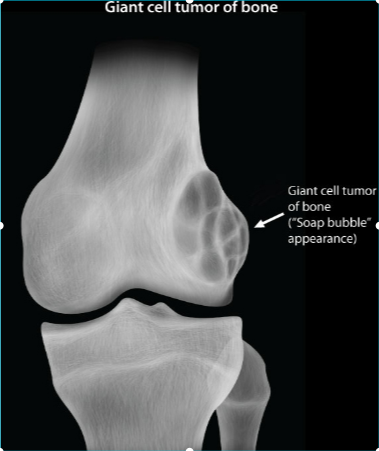 Giant cell tumor of bone
Giant cell tumor
of bone
("Soap bubble"
appearance)